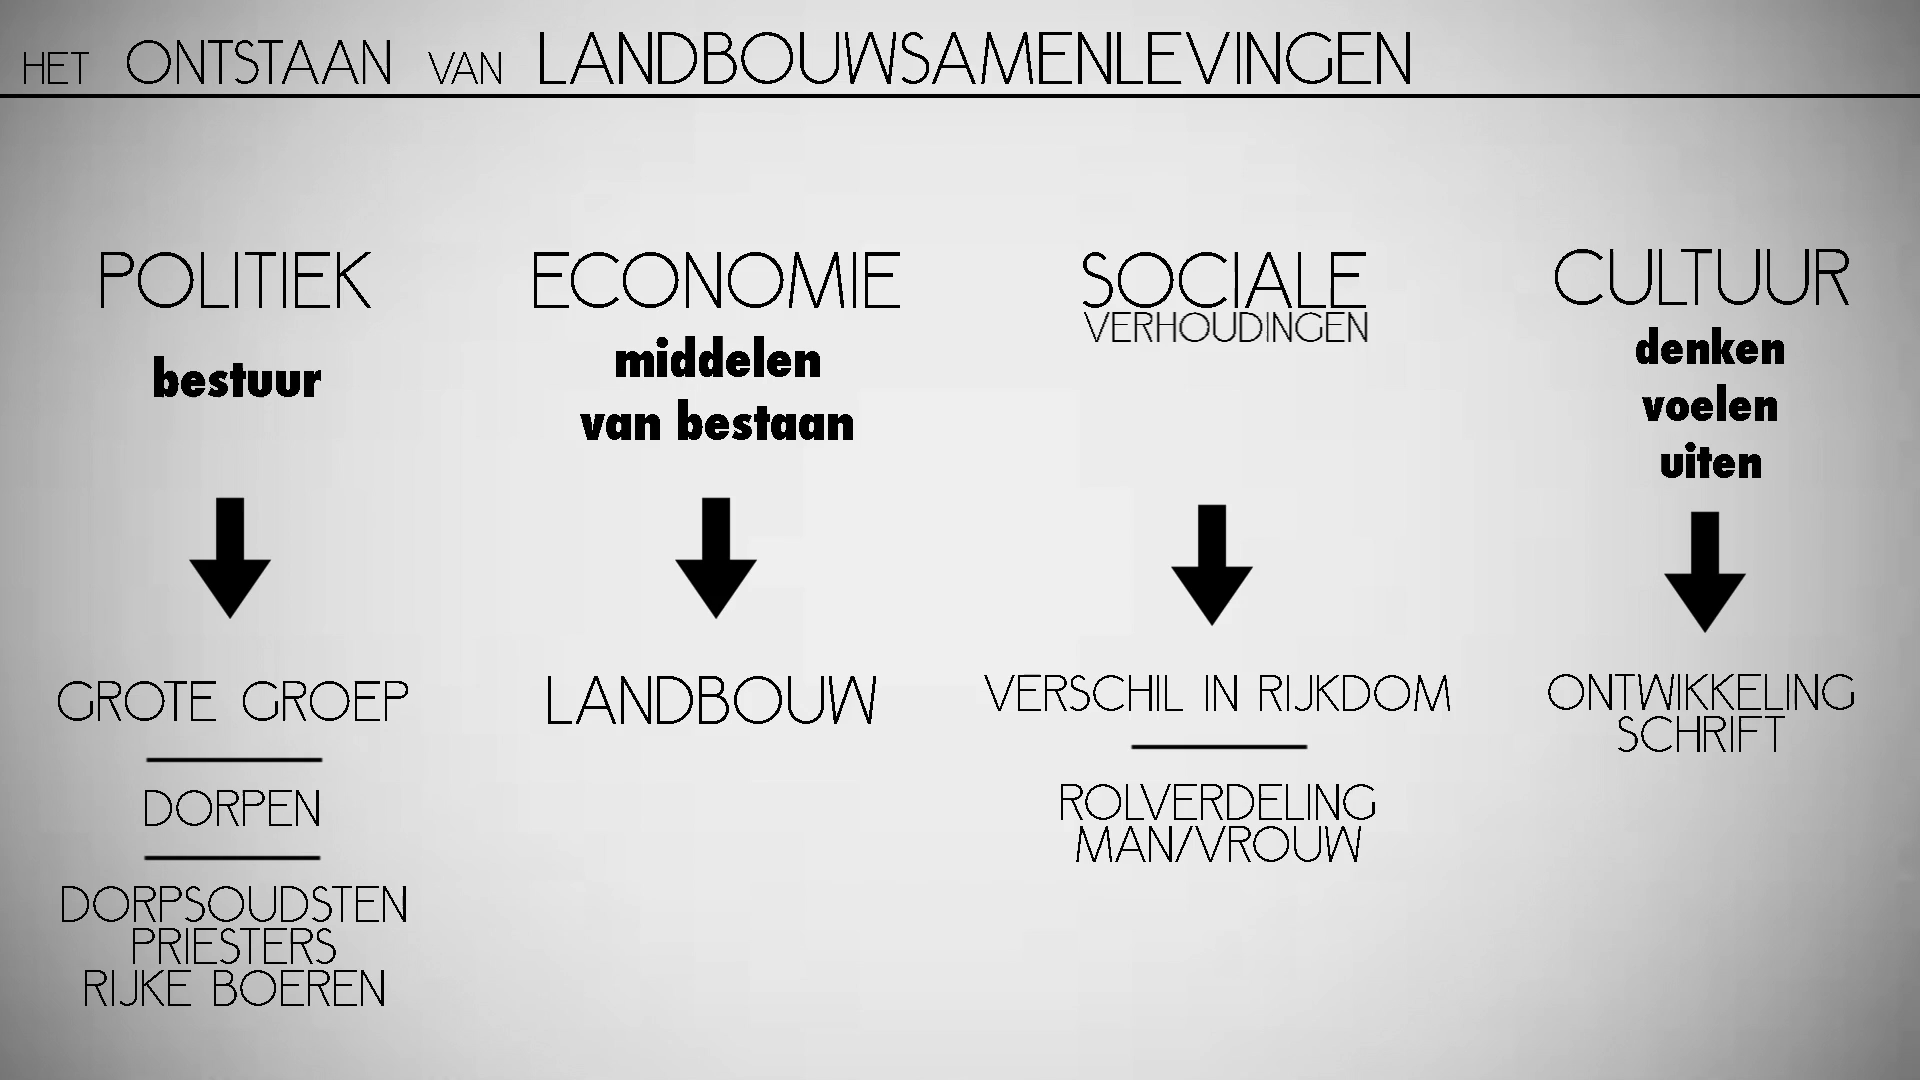 HET ONTSTAAN VAN LANDBOUWSAMENLEVINGEN
POLITIEK
bestuur
GROTE GROEP
DORPEN
DORPSOUDSTEN
PRIESTERS
RIJKE BOEREN
ECONOMIE
middelen
van bestaan
LANDBOUW
SOCIALE
VERHOUDINGEN
VERSCHIL IN RIJKDOM
ROLVERDELING
MAN/VROUW
CULTUUR
denken
voelen
uiten
ONTWIKKELING
SCHRIFT